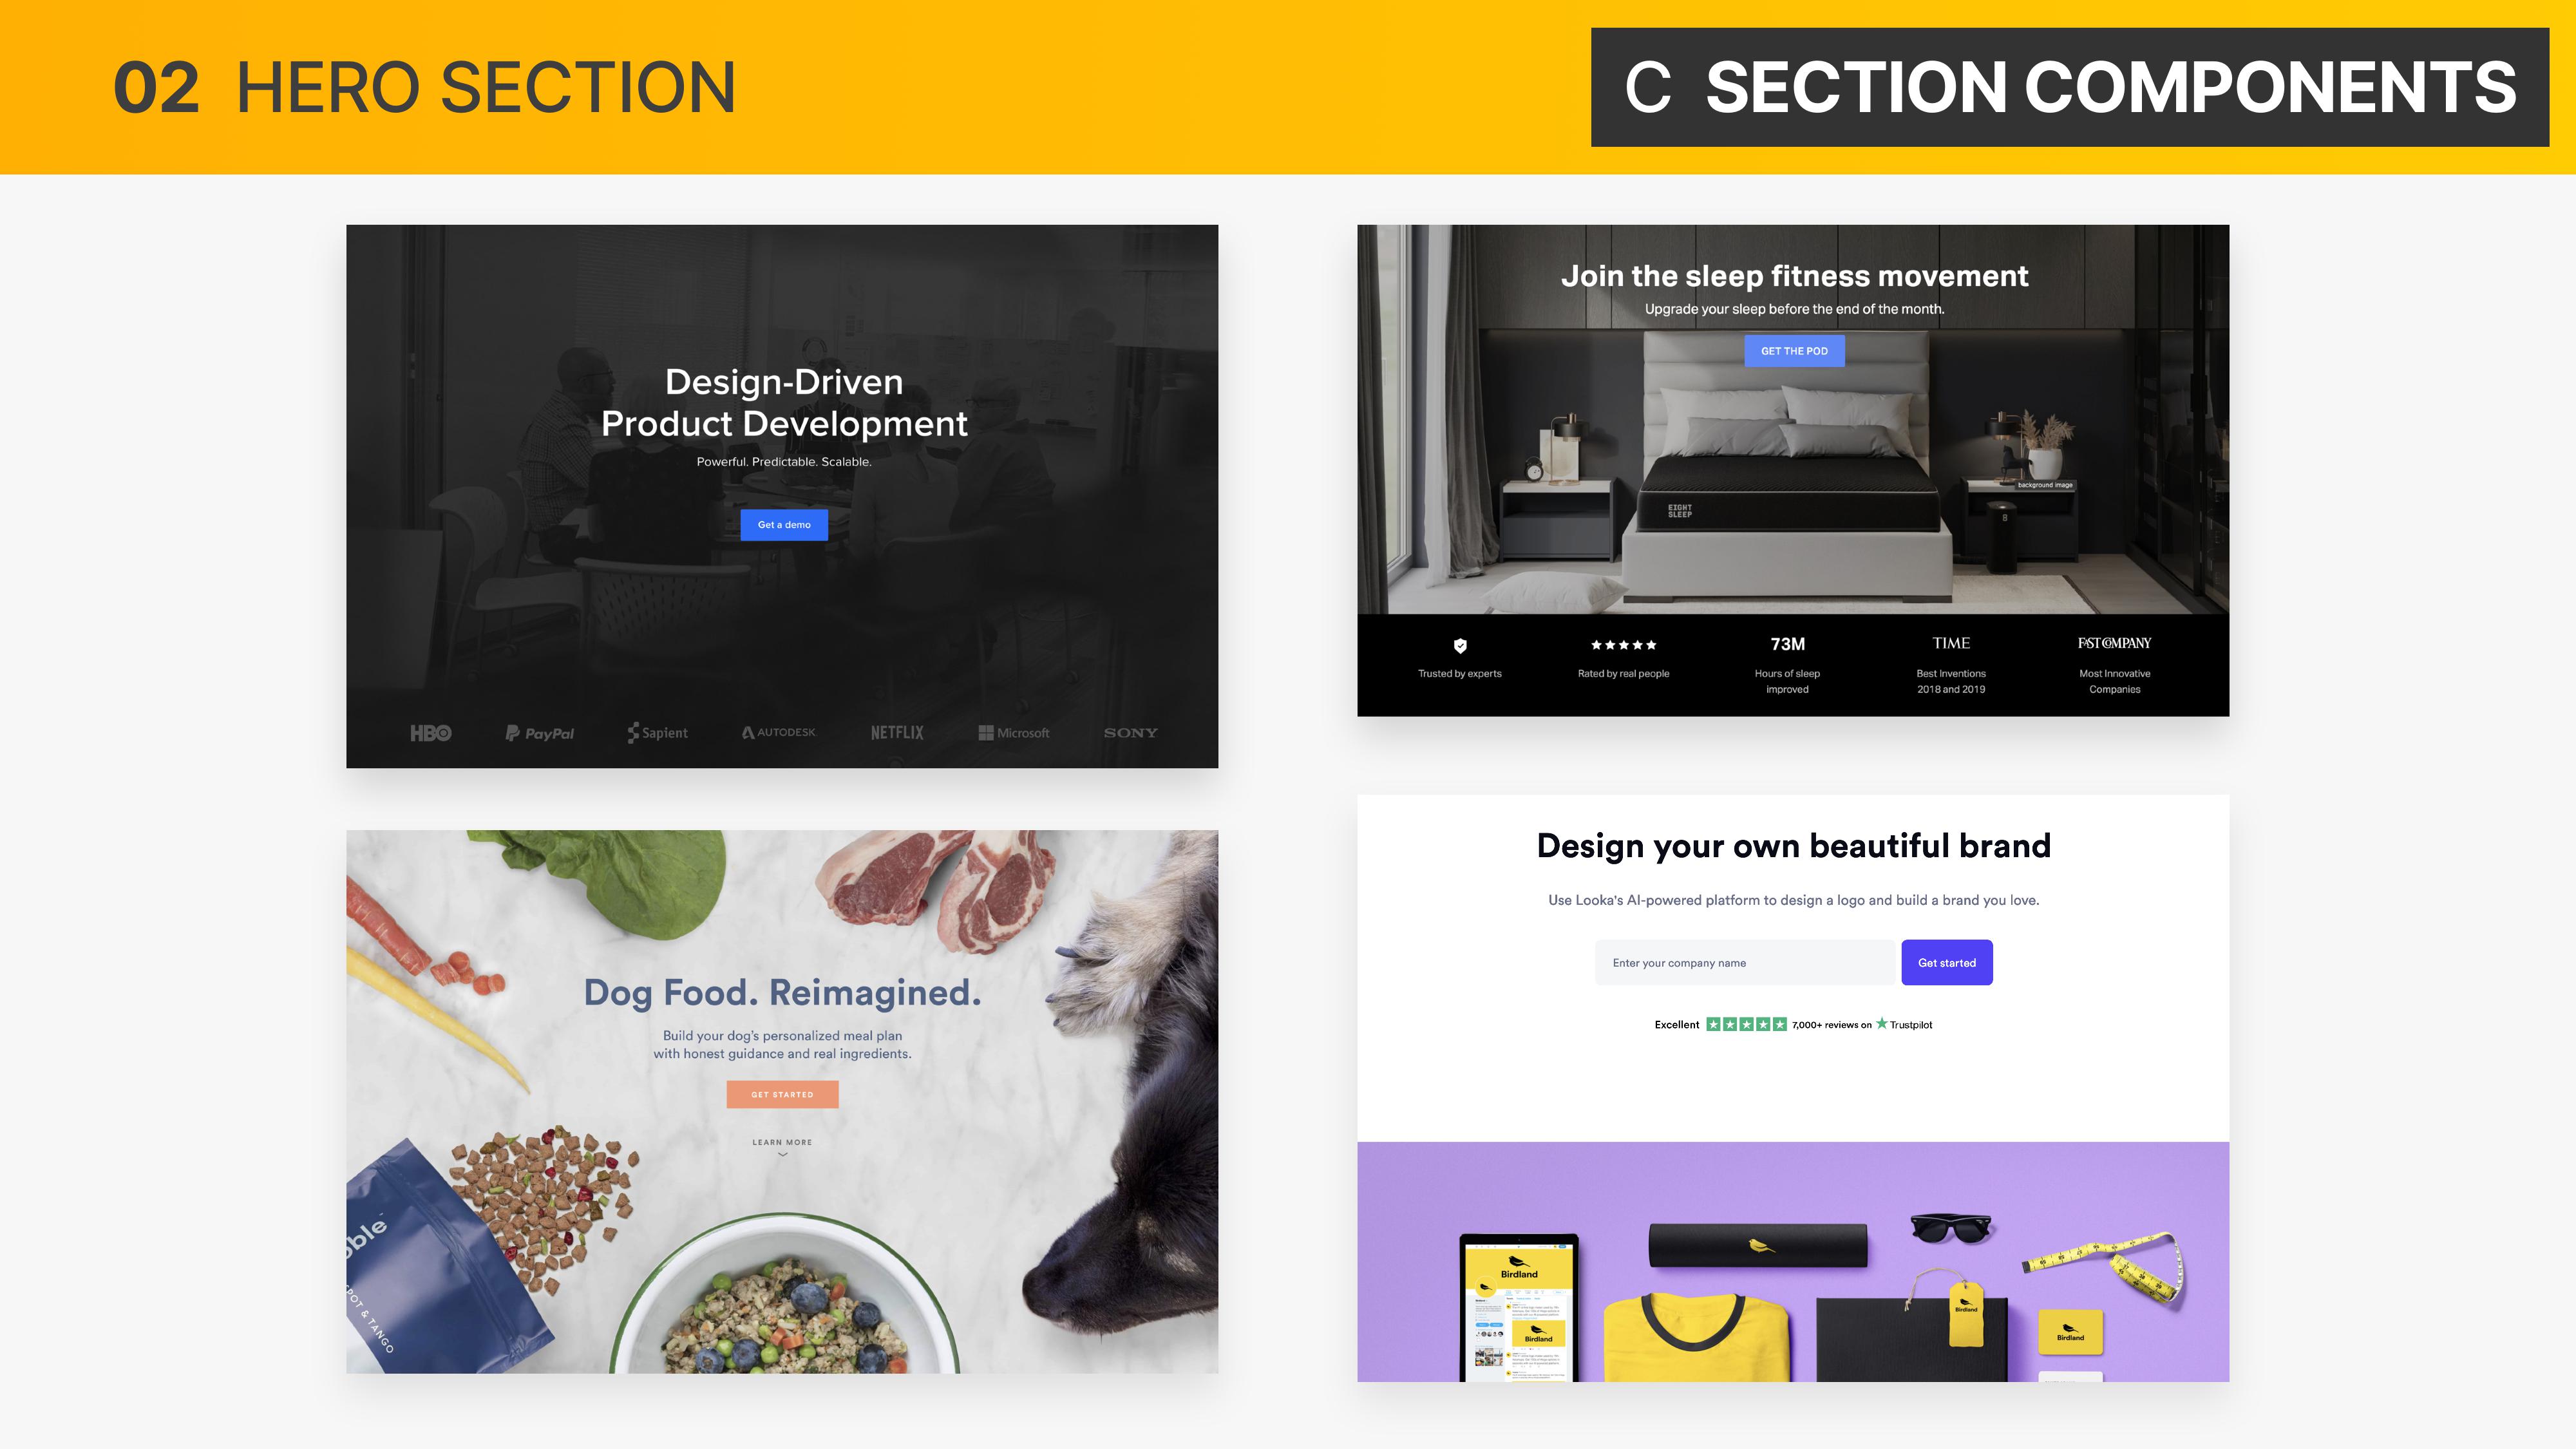 02 HERO SECTION
C SECTION COMPONENTS
Design-Driven
Product Development
Powerful. Predictable. Scalable.
Get a demo
HBO PayPal Sapient AUTODESK. NETFLIX Microsoft SONY
Join the sleep fitness movement
Upgrade your sleep before the end of the month.
GET THE POD
background image
EIGHT
SLEEP
8
73M TIME FAST COMPANY
Trusted by experts Rated by real people Hours of sleep Best Inventions Most Innovative
improved 2018 and 2019 Companies
Dog Food. Reimagined.
Build your dog's personalized meal plan
with honest guidance and real ingredients.
GET STARTED
LEARN MORE
ble
POT & TANGO
Design your own beautiful brand
Use Looka's AI-powered platform to design a logo and build a brand you love.
Enter your company name Get started
Excellent 7,000+ reviews on Trustpilot
Birdland
Birdland
Birdland
Birdland